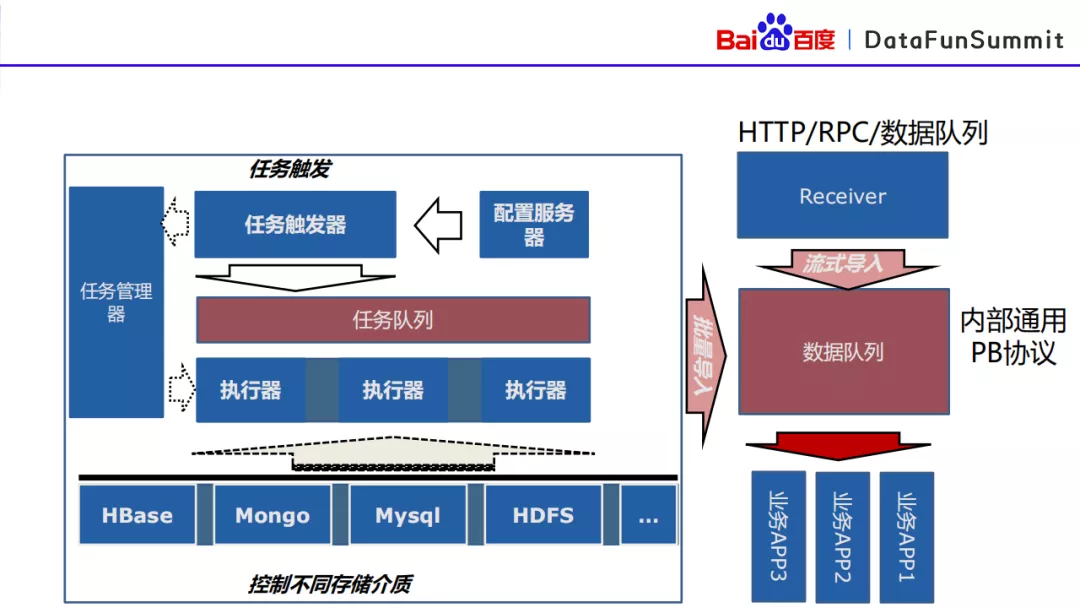 Bai du 百度 | DataFunSummit
HTTP/RPC/数据队列
任务触发
任务触发器
配置服务
器
Receiver
任务管理
器
流式导入
任务队列
批量导入
数据队列
内部通用
PB协议
执行器
执行器
执行器
HBase
Mongo
Mysql
HDFS
...
业务APP3
业务APP2
业务APP1
控制不同存储介质